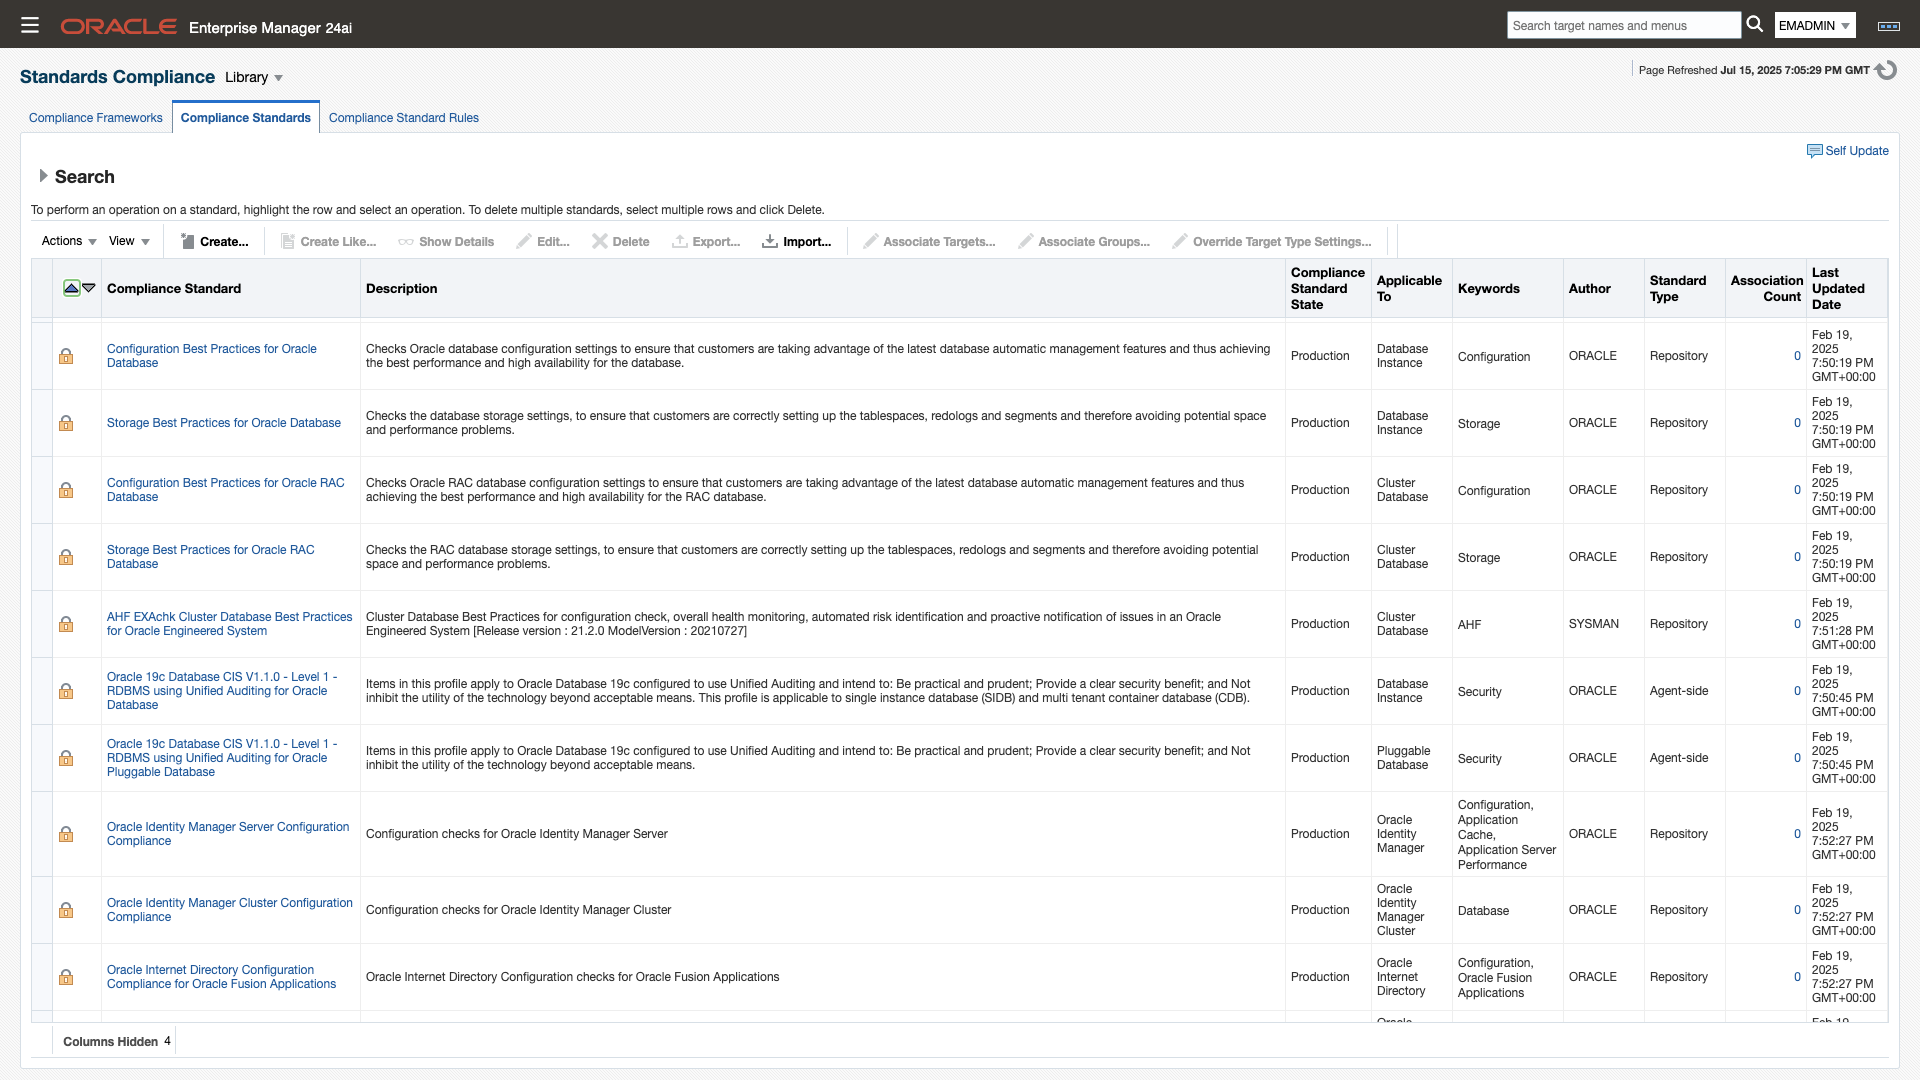 ORACLE Enterprise Manager 24ai
Search target names and menus
EMADMIN
Standards Compliance Library
Page Refreshed Jul 15, 2025 7:05:29 PM GMT
Compliance Frameworks
Compliance Standards
Compliance Standard Rules
Self Update
Search
To perform an operation on a standard, highlight the row and select an operation. To delete multiple standards, select multiple rows and click Delete.
Actions View Create... Create Like... Show Details Edit... Delete Export... Import... Associate Targets... Associate Groups... Override Target Type Settings...
Compliance Standard
Description
Compliance
Standard
State
Applicable
To
Keywords
Author
Standard
Type
Association
Count
Last
Updated
Date
Configuration Best Practices for Oracle
Database
Checks Oracle database configuration settings to ensure that customers are taking advantage of the latest database automatic management features and thus achieving
the best performance and high availability for the database.
Production
Database
Instance
Configuration
ORACLE
Repository
0
Feb 19,
2025
7:50:19 PM
GMT+00:00
Storage Best Practices for Oracle Database
Checks the database storage settings, to ensure that customers are correctly setting up the tablespaces, redologs and segments and therefore avoiding potential space
and performance problems.
Production
Database
Instance
Storage
ORACLE
Repository
0
Feb 19,
2025
7:50:19 PM
GMT+00:00
Configuration Best Practices for Oracle RAC
Database
Checks Oracle RAC database configuration settings to ensure that customers are taking advantage of the latest database automatic management features and thus
achieving the best performance and high availability for the RAC database.
Production
Cluster
Database
Configuration
ORACLE
Repository
0
Feb 19,
2025
7:50:19 PM
GMT+00:00
Storage Best Practices for Oracle RAC
Database
Checks the RAC database storage settings, to ensure that customers are correctly setting up the tablespaces, redologs and segments and therefore avoiding potential
space and performance problems.
Production
Cluster
Database
Storage
ORACLE
Repository
0
Feb 19,
2025
7:50:19 PM
GMT+00:00
AHF EXAchk Cluster Database Best Practices
for Oracle Engineered System
Cluster Database Best Practices for configuration check, overall health monitoring, automated risk identification and proactive notification of issues in an Oracle
Engineered System [Release version : 21.2.0 ModelVersion : 20210727]
Production
Cluster
Database
AHF
SYSMAN
Repository
0
Feb 19,
2025
7:51:28 PM
GMT+00:00
Oracle 19c Database CIS V1.1.0 - Level 1 -
RDBMS using Unified Auditing for Oracle
Database
Items in this profile apply to Oracle Database 19c configured to use Unified Auditing and intend to: Be practical and prudent; Provide a clear security benefit; and Not
inhibit the utility of the technology beyond acceptable means. This profile is applicable to single instance database (SIDB) and multi tenant container database (CDB).
Production
Database
Instance
Security
ORACLE
Agent-side
0
Feb 19,
2025
7:50:45 PM
GMT+00:00
Oracle 19c Database CIS V1.1.0 - Level 1 -
RDBMS using Unified Auditing for Oracle
Pluggable Database
Items in this profile apply to Oracle Database 19c configured to use Unified Auditing and intend to: Be practical and prudent; Provide a clear security benefit; and Not
inhibit the utility of the technology beyond acceptable means.
Production
Pluggable
Database
Security
ORACLE
Agent-side
0
Feb 19,
2025
7:50:45 PM
GMT+00:00
Oracle Identity Manager Server Configuration
Compliance
Configuration checks for Oracle Identity Manager Server
Production
Oracle
Identity
Manager
Configuration,
Application
Cache,
Application Server
Performance
ORACLE
Repository
0
Feb 19,
2025
7:52:27 PM
GMT+00:00
Oracle Identity Manager Cluster Configuration
Compliance
Configuration checks for Oracle Identity Manager Cluster
Production
Oracle
Identity
Manager
Cluster
Database
ORACLE
Repository
0
Feb 19,
2025
7:52:27 PM
GMT+00:00
Oracle Internet Directory Configuration
Compliance for Oracle Fusion Applications
Oracle Internet Directory Configuration checks for Oracle Fusion Applications
Production
Oracle
Internet
Directory
Configuration,
Oracle Fusion
Applications
ORACLE
Repository
0
Feb 19,
2025
7:52:27 PM
GMT+00:00
Columns Hidden 4